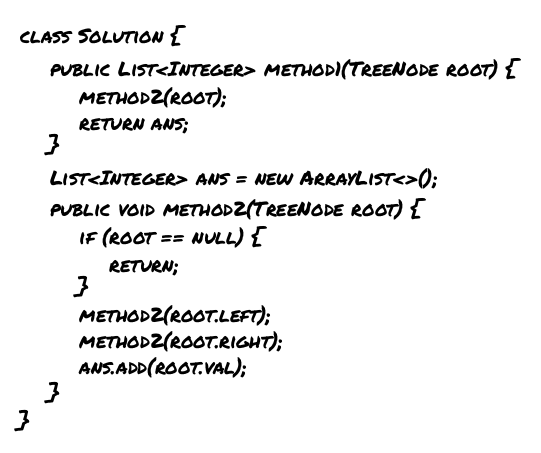 class Solution {
public List<Integer> method1(TreeNode root) {
method2(root);
return ans;
}
List<Integer> ans = new ArrayList<>();
public void method2(TreeNode root) {
if (root == null) {
return;
}
method2(root.left);
method2(root.right);
ans.add(root.val);
}
}